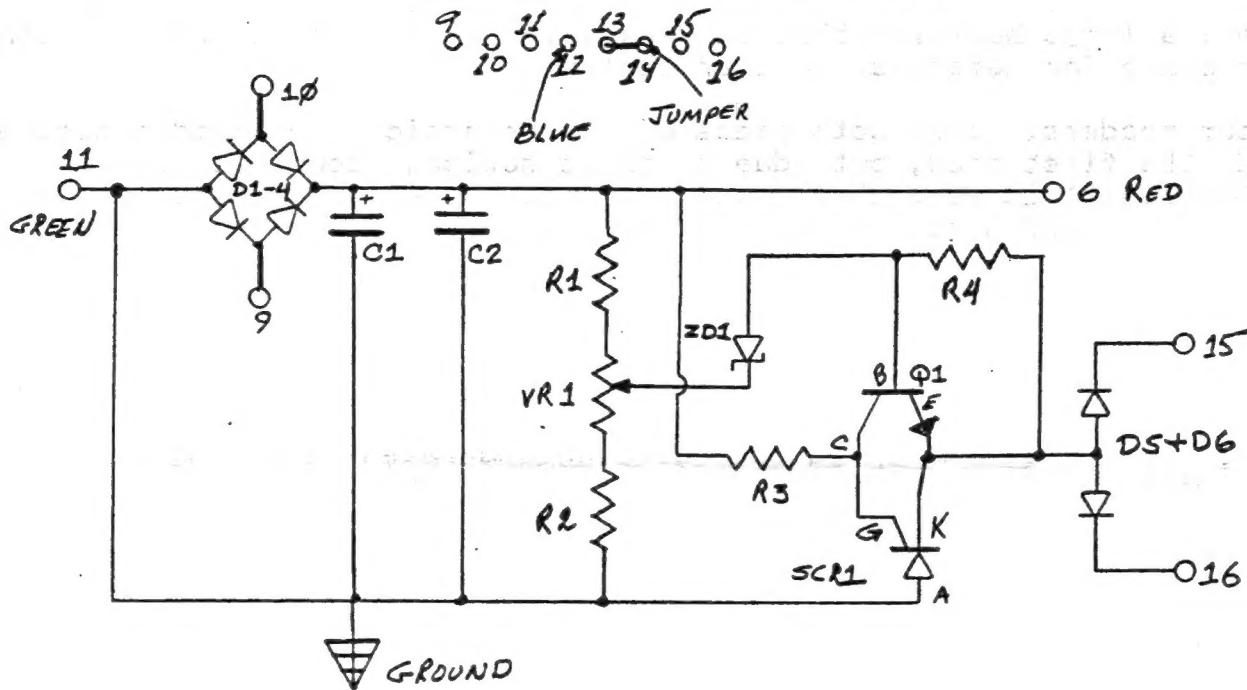 9 11 13 15
10 12 14 16
BLUE JUMPER
10
11
D1-4
6 RED
GREEN
+ +
C1 C2
R1
R4
9
ZD1
15
B Q1
VR1
E
C
D5+D6
R3
R2
G K
16
SCR1
A
GROUND